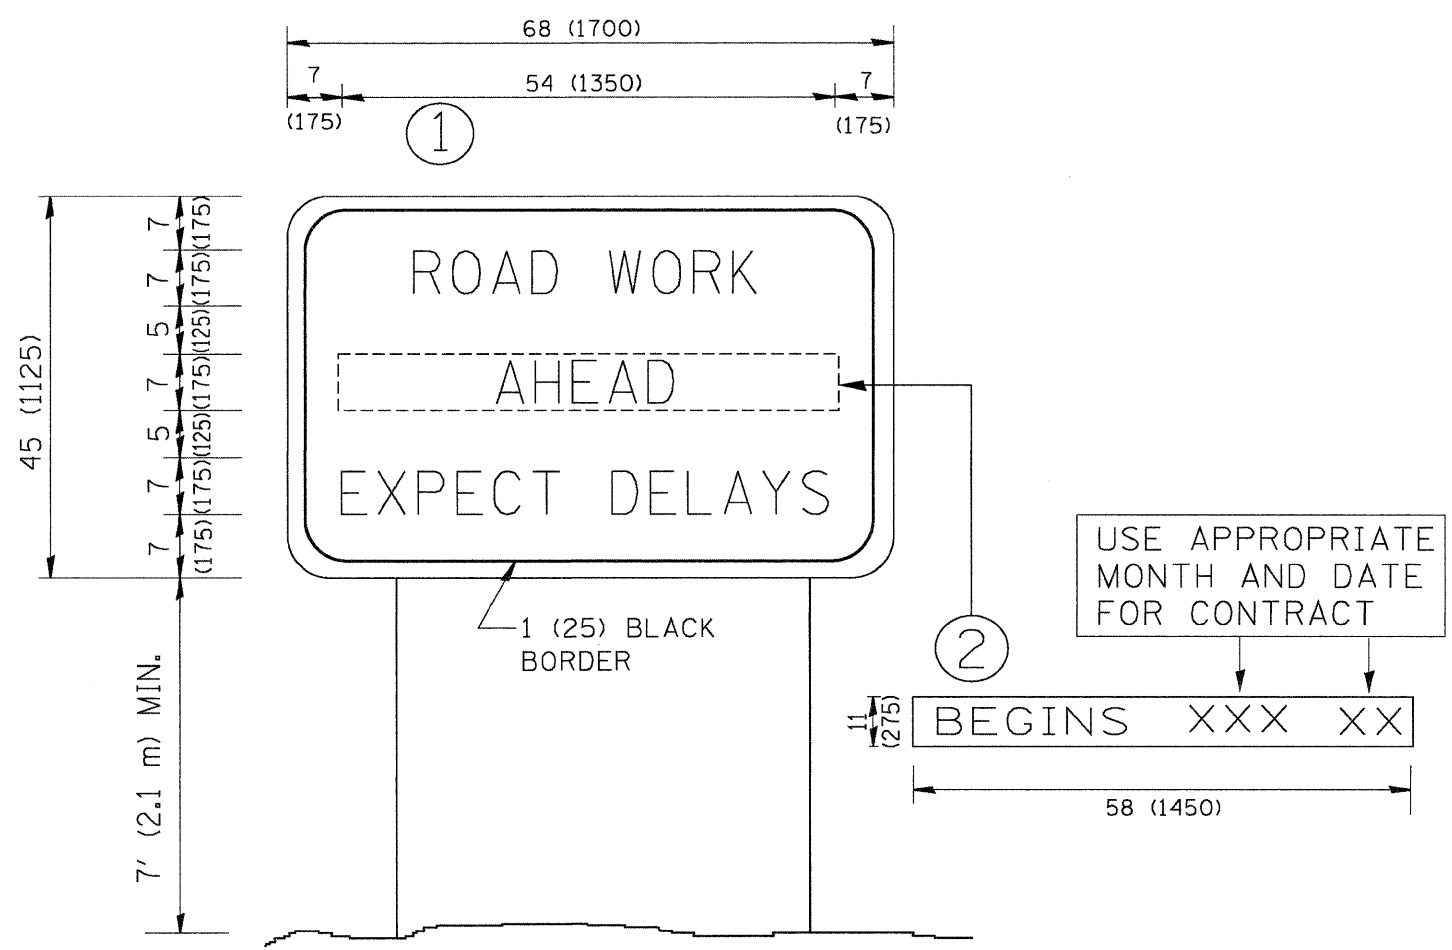 68 (1700)
7
54 (1350)
7
(175)
(175)
1
7
(175)
7
(175)
5
(125)
7
(175)
5
(125)
7
(175)
7
(175)
45 (1125)
ROAD WORK
AHEAD
EXPECT DELAYS
1 (25) BLACK
BORDER
7' (2.1 m) MIN.
USE APPROPRIATE
MONTH AND DATE
FOR CONTRACT
2
11
(275)
BEGINS XXX XX
58 (1450)